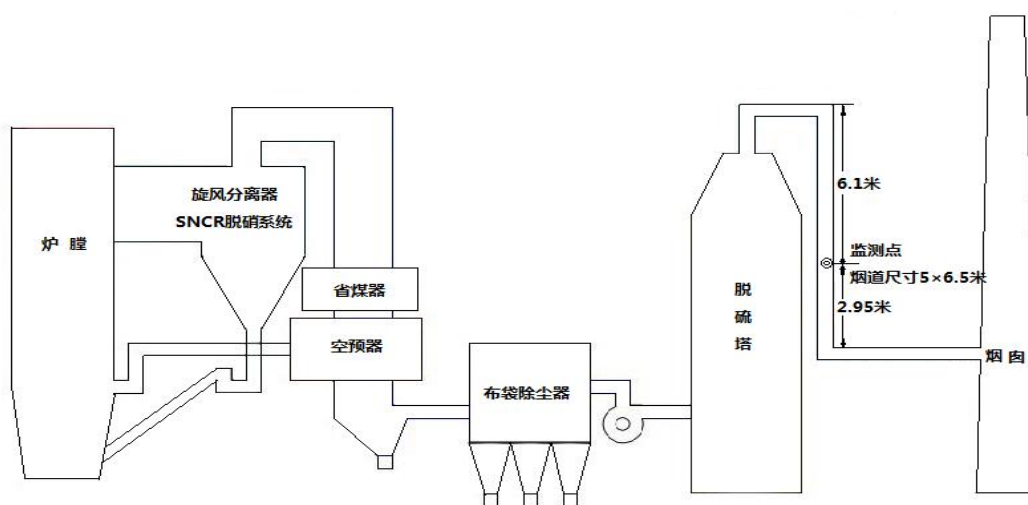 旋风分离器
SNCR脱硝系统
炉 膛
省煤器
空预器
布袋除尘器
脱
硫
塔
6.1米
监测点
烟道尺寸5×6.5米
2.95米
烟 囱